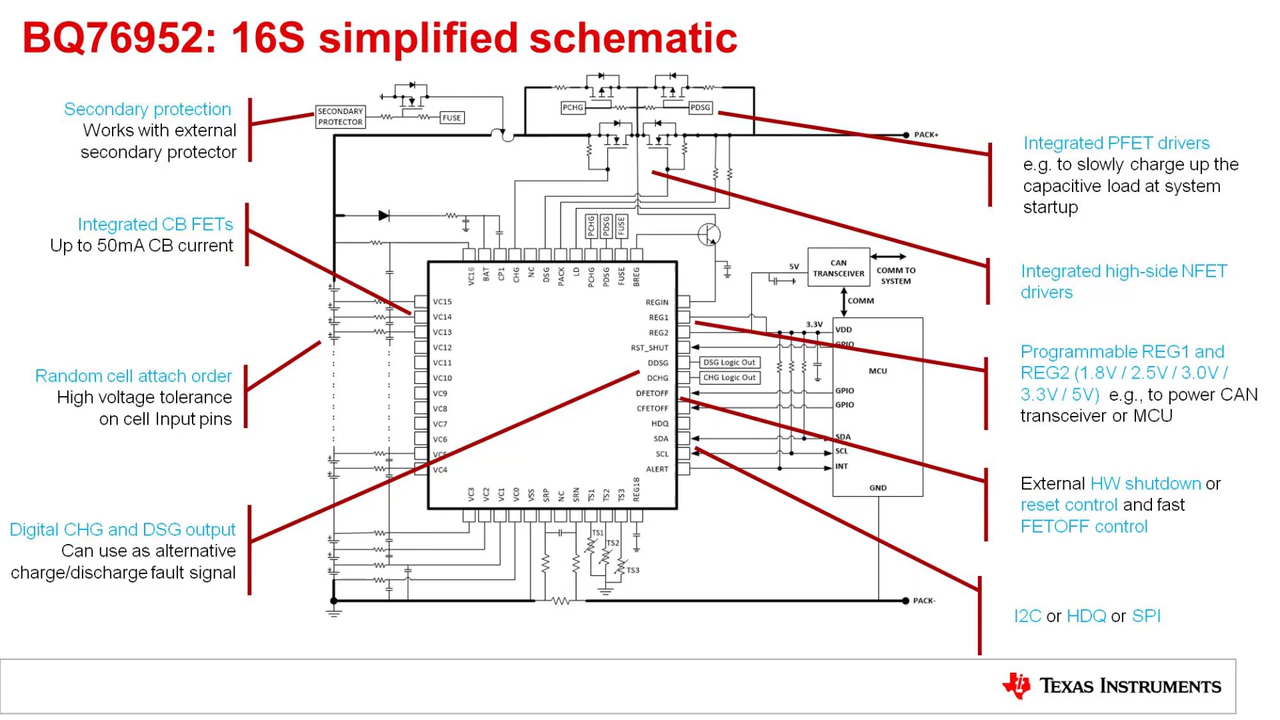 BQ76952: 16S simplified schematic
Secondary protection
Works with external
secondary protector
Integrated CB FETs
Up to 50mA CB current
Random cell attach order
High voltage tolerance
on cell Input pins
Digital CHG and DSG output
Can use as alternative
charge/discharge fault signal
SECONDARY
PROTECTOR
FUSE
PCHG
PDSG
PACK+
PCHG
PDSG
FUSE
VC16
BAT
CP1
CHG
NC
DSG
PACK
LD
PCHG
PDSG
FUSE
BREG
VC15
VC14
VC13
VC12
VC11
VC10
VC9
VC8
VC7
VC6
VC5
VC4
VC3
VC2
VC1
VC0
VSS
SRP
NC
SRN
TS1
TS2
TS3
REG18
REGIN
REG1
REG2
RST_SHUT
DDSG
DCHG
DFETOFF
CFETOFF
HDQ
SDA
SCL
ALERT
DSG Logic Out
CHG Logic Out
TS1
TS2
TS3
5V
CAN
TRANSCEIVER
COMM TO
SYSTEM
COMM
3.3V
VDD
GPIO
MCU
GPIO
GPIO
SDA
SCL
INT
GND
PACK-
Integrated PFET drivers
e.g. to slowly charge up the
capacitive load at system
startup
Integrated high-side NFET
drivers
Programmable REG1 and
REG2 (1.8V / 2.5V / 3.0V /
3.3V / 5V) e.g., to power CAN
transceiver or MCU
External HW shutdown or
reset control and fast
FETOFF control
I2C or HDQ or SPI
TEXAS INSTRUMENTS